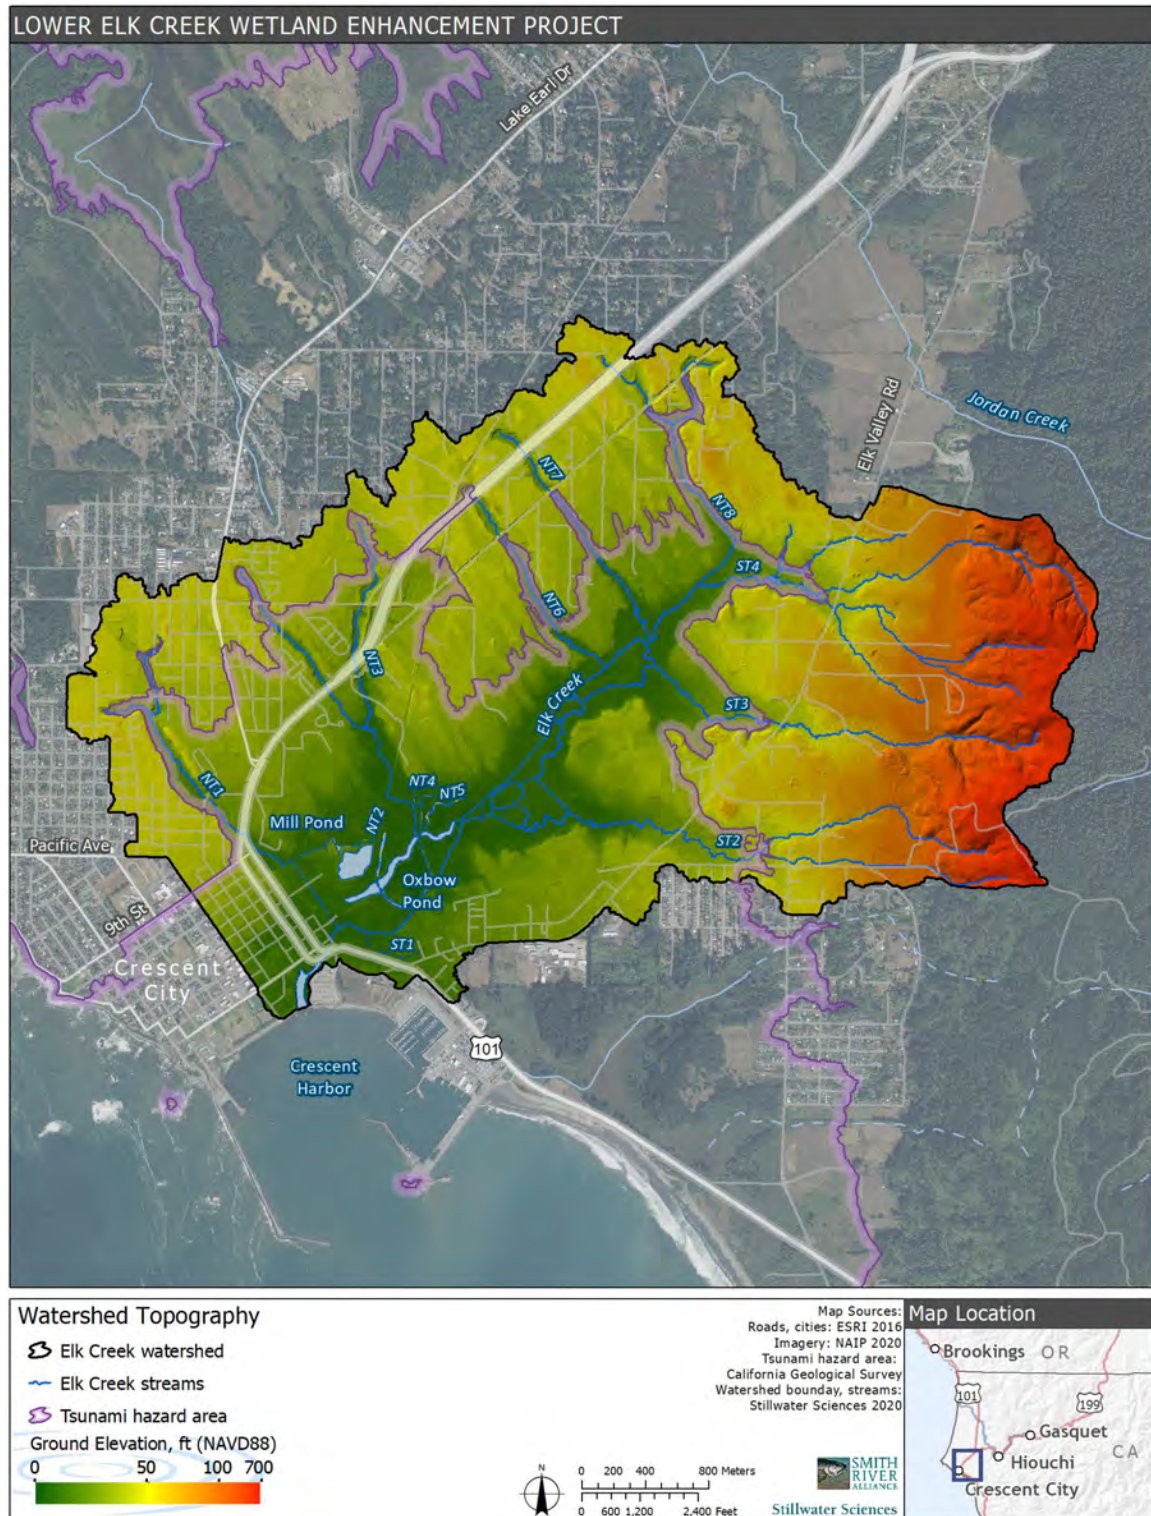 LOWER ELK CREEK WETLAND ENHANCEMENT PROJECT
Lake Earl Dr
Elk Valley Rd
Jordan Creek
NT7
NT8
ST4
NT6
NT3
ST3
Elk Creek
NT1
NT4
NT5
NT2
Mill Pond
ST2
Pacific Ave
Oxbow
Pond
9th St
ST1
Crescent
City
101
Crescent
Harbor
Watershed Topography
Elk Creek watershed
Elk Creek streams
Tsunami hazard area
Ground Elevation, ft (NAVD88)
0 50 100 700
N
0 200 400 800 Meters
0 600 1,200 2,400 Feet
Map Sources:
Roads, cities: ESRI 2016
Imagery: NAIP 2020
Tsunami hazard area:
California Geological Survey
Watershed bounday, streams:
Stillwater Sciences 2020
SMITH
RIVER
ALLIANCE
Stillwater Sciences
Map Location
Brookings OR
101
199
Gasquet
CA
Hiouchi
Crescent City